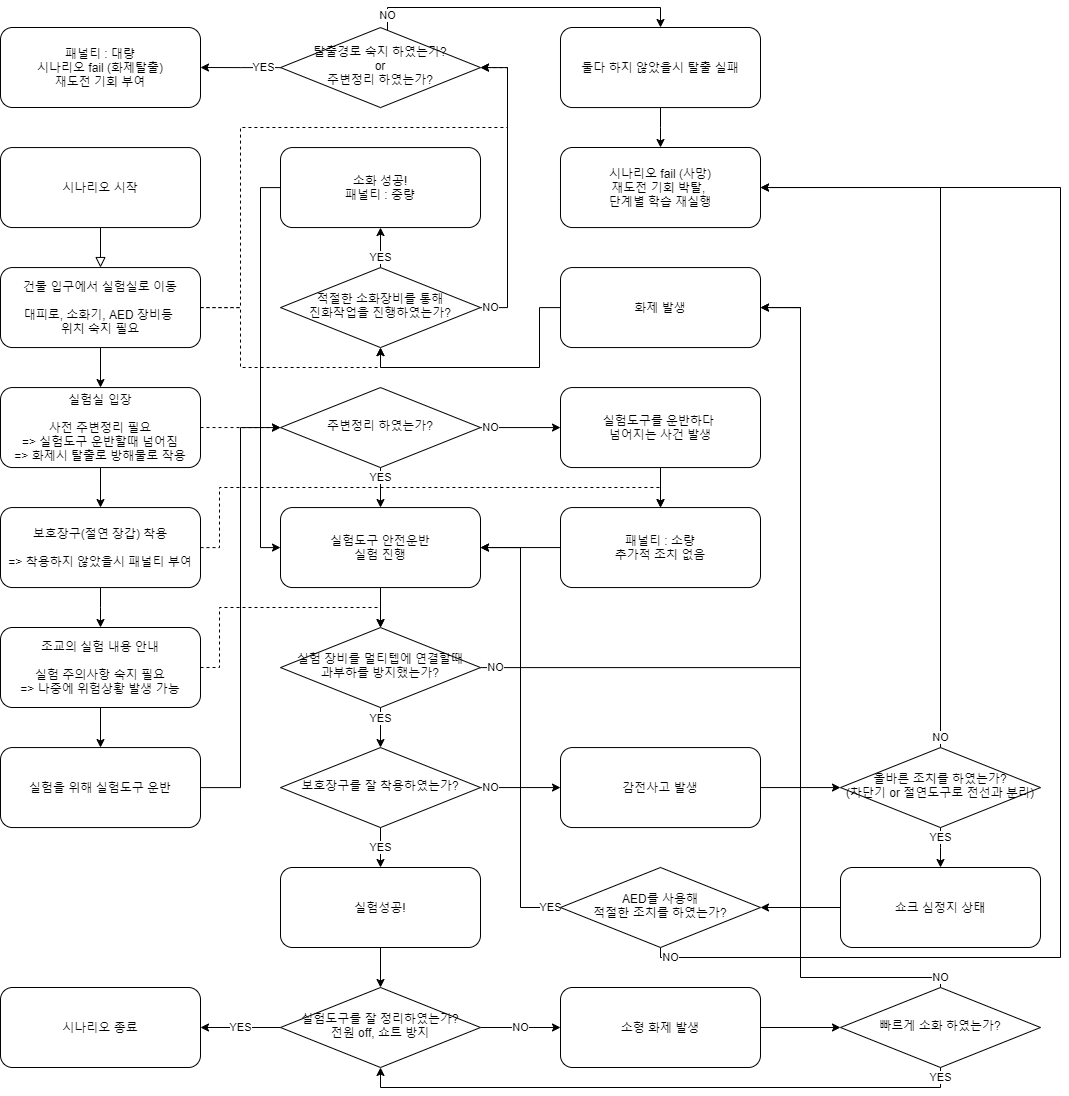 NO
패널티 : 대량
시나리오 fail (화재탈출)
재도전 기회 부여
YES
탈출경로 숙지 하였는가?
or
주변정리 하였는가?
둘다 하지 않았을시 탈출 실패
시나리오 시작
소화 성공!
패널티 : 중량
시나리오 fail (사망)
재도전 기회 박탈,
단계별 학습 재실행
YES
건물 입구에서 실험실로 이동
대피로, 소화기, AED 장비등
위치 숙지 필요
적절한 소화장비를 통해
진화작업을 진행하였는가?
NO
화재 발생
실험실 입장
사전 주변정리 필요
=> 실험도구 운반할때 넘어짐
=> 화제시 탈출로 방해물로 작용
주변정리 하였는가?
NO
실험도구를 운반하다
넘어지는 사건 발생
YES
보호장구(절연 장갑) 착용
=> 착용하지 않았을시 패널티 부여
실험도구 안전운반
실험 진행
패널티 : 소량
추가적 조치 없음
조교의 실험 내용 안내
실험 주의사항 숙지 필요
=> 나중에 위험상황 발생 가능
실험 장비를 멀티텝에 연결할때
과부하를 방지했는가?
NO
YES
NO
실험을 위해 실험도구 운반
보호장구를 잘 착용하였는가?
NO
감전사고 발생
올바른 조치를 하였는가?
(차단기 or 절연도구로 전선과 분리)
YES
YES
실험성공!
YES
AED를 사용해
적절한 조치를 하였는가?
쇼크 심정지 상태
NO
NO
시나리오 종료
YES
실험도구를 잘 정리하였는가?
전원 off, 쇼트 방지
NO
소형 화제 발생
빠르게 소화 하였는가?
YES